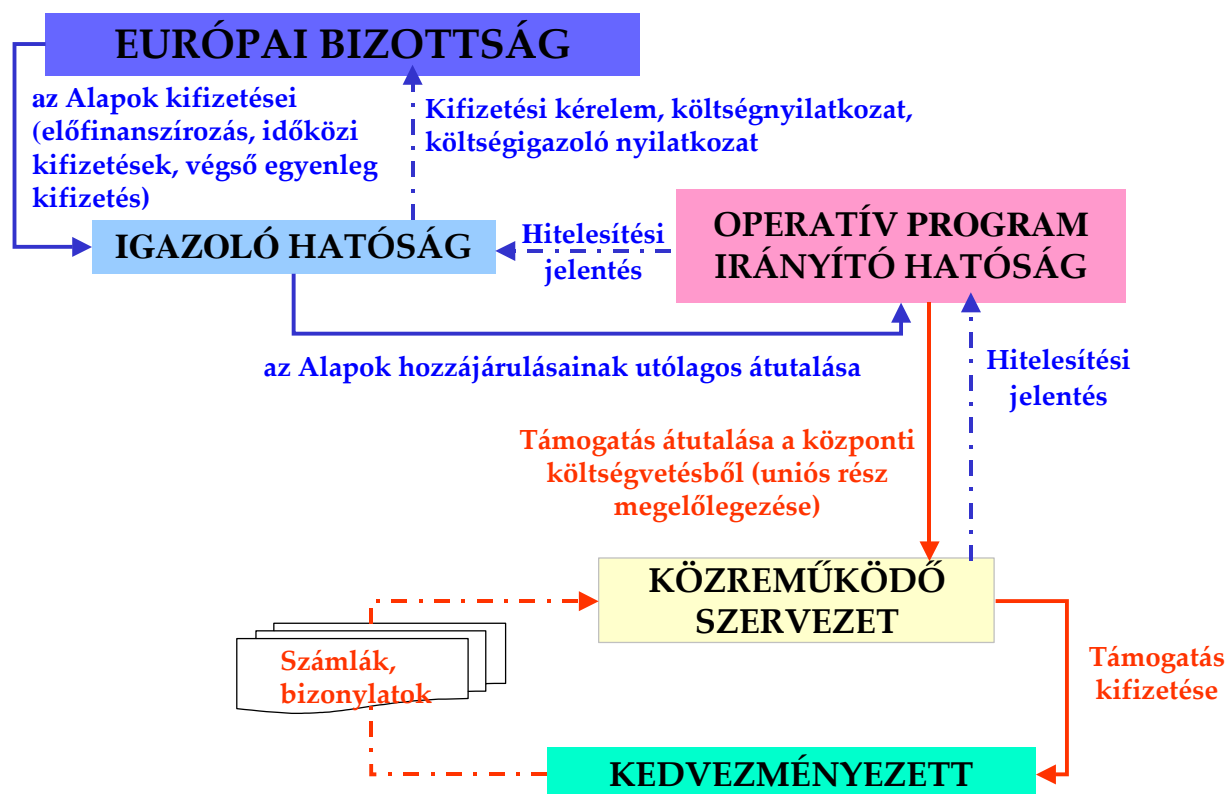 EURÓPAI BIZOTTSÁG
az Alapok kifizetései
(előfinanszírozás, időközi
kifizetések, végső egyenleg
kifizetés)
Kifizetési kérelem, költségnyilatkozat,
költségigazoló nyilatkozat
IGAZOLÓ HATÓSÁG
Hitelesítési
jelentés
OPERATÍV PROGRAM
IRÁNYÍTÓ HATÓSÁG
az Alapok hozzájárulásainak utólagos átutalása
Hitelesítési
jelentés
Támogatás átutalása a központi
költségvetésből (uniós rész
megelőlegezése)
KÖZREMŰKÖDŐ
SZERVEZET
Számlák,
bizonylatok
Támogatás
kifizetése
KEDVEZMÉNYEZETT